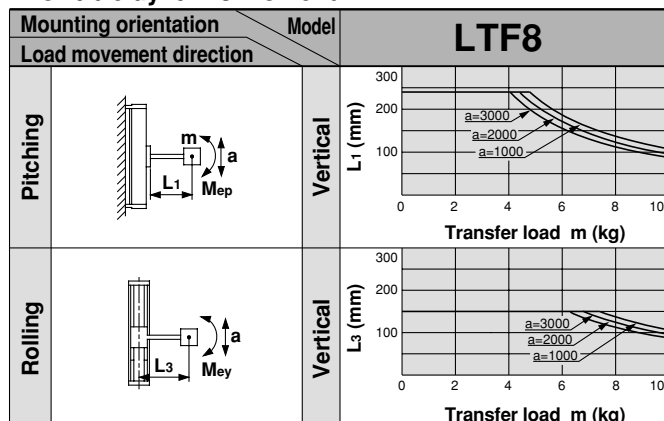 Mounting orientation
Model
Load movement direction
LTF8
Pitching
m
a
L1
Mep
Vertical
L1 (mm)
300
200
100
a=3000
a=2000
a=1000
0 2 4 6 8 10
Transfer load m (kg)
Rolling
a
L3
Mey
Vertical
L3 (mm)
300
200
100
a=3000
a=2000
a=1000
0 2 4 6 8 10
Transfer load m (kg)